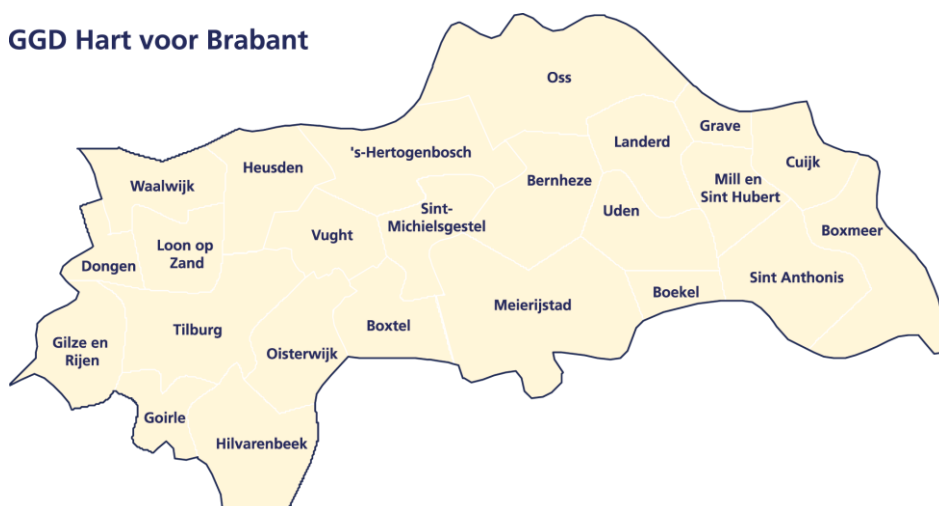 GGD Hart voor Brabant
Oss
Grave
Landerd
's-Hertogenbosch
Cuijk
Heusden
Bernheze
Mill en
Sint Hubert
Waalwijk
Sint-
Michielsgestel
Uden
Vught
Boxmeer
Loon op
Zand
Dongen
Sint Anthonis
Boekel
Meierijstad
Boxtel
Tilburg
Gilze en
Rijen
Oisterwijk
Goirle
Hilvarenbeek